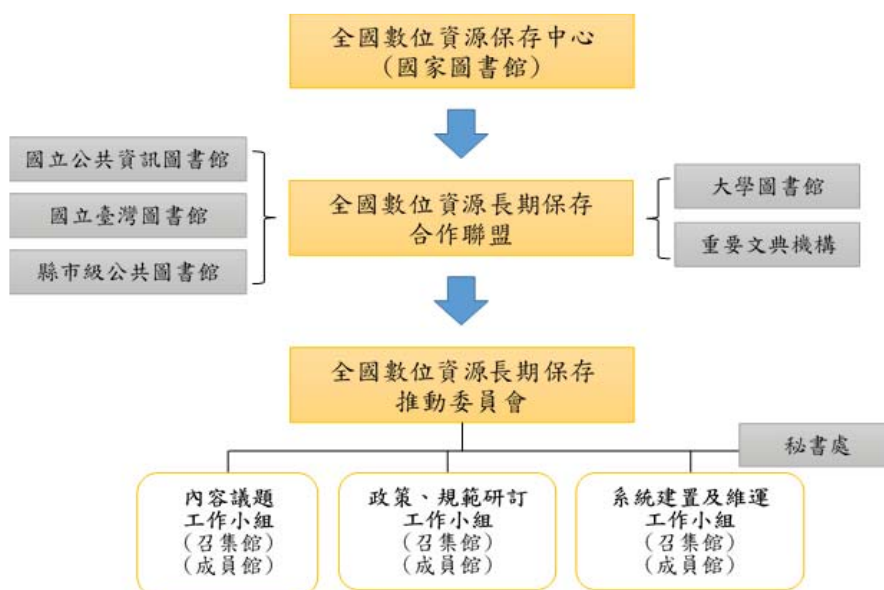 全國數位資源保存中心
(國家圖書館)
國立公共資訊圖書館
國立臺灣圖書館
縣市級公共圖書館
全國數位資源長期保存
合作聯盟
大學圖書館
重要文典機構
全國數位資源長期保存
推動委員會
秘書處
內容議題
工作小組
(召集館)
(成員館)
政策、規範研訂
工作小組
(召集館)
(成員館)
系統建置及維運
工作小組
(召集館)
(成員館)